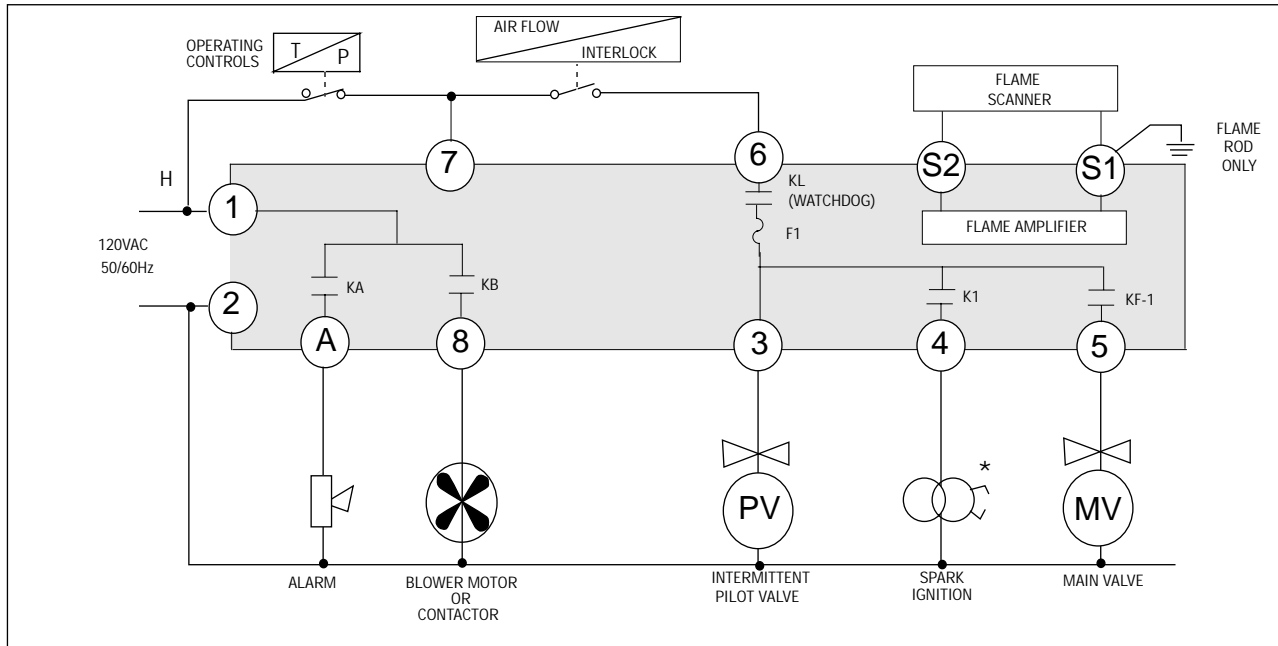 AIR FLOW
INTERLOCK
OPERATING
CONTROLS
T
P
FLAME
SCANNER
FLAME
ROD
ONLY
H
7
6
S2
S1
KL
(WATCHDOG)
F1
FLAME AMPLIFIER
1
120VAC
50/60Hz
2
KA
KB
K1
KF-1
A
8
3
4
5
*
PV
MV
ALARM
BLOWER MOTOR
OR
CONTACTOR
INTERMITTENT
PILOT VALVE
SPARK
IGNITION
MAIN VALVE